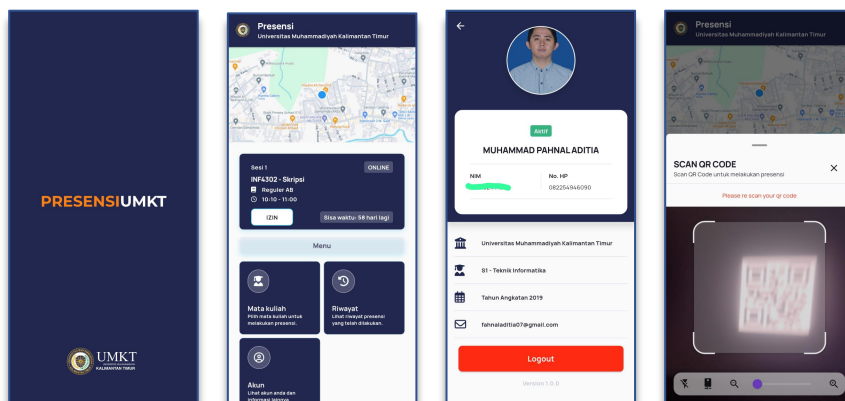 PRESENSIUMKT
UMKT
KALIMANTAN TIMUR
Presensi
Universitas Muhammadiyah Kalimantan Timur
Sesi 1
ONLINE
INF4302 - Skripsi
Reguler AB
10:10 - 11:00
IZIN
Sisa waktu: 58 hari lagi
Menu
Mata kuliah
Pilih mata kuliah untuk
melakukan presensi.
Riwayat
Lihat riwayat presensi
yang telah dilakukan.
Akun
Lihat akun anda dan
informasi lainnya
Aktif
MUHAMMAD PAHNAL ADITIA
NIM
No. HP
082254946090
Universitas Muhammadiyah Kalimantan Timur
S1 - Teknik Informatika
Tahun Angkatan 2019
fahnaladitia07@gmail.com
Logout
Version 1.0.0
Presensi
Universitas Muhammadiyah Kalimantan Timur
SCAN QR CODE
Scan QR Code untuk melakukan presensi
Please re scan your qr code